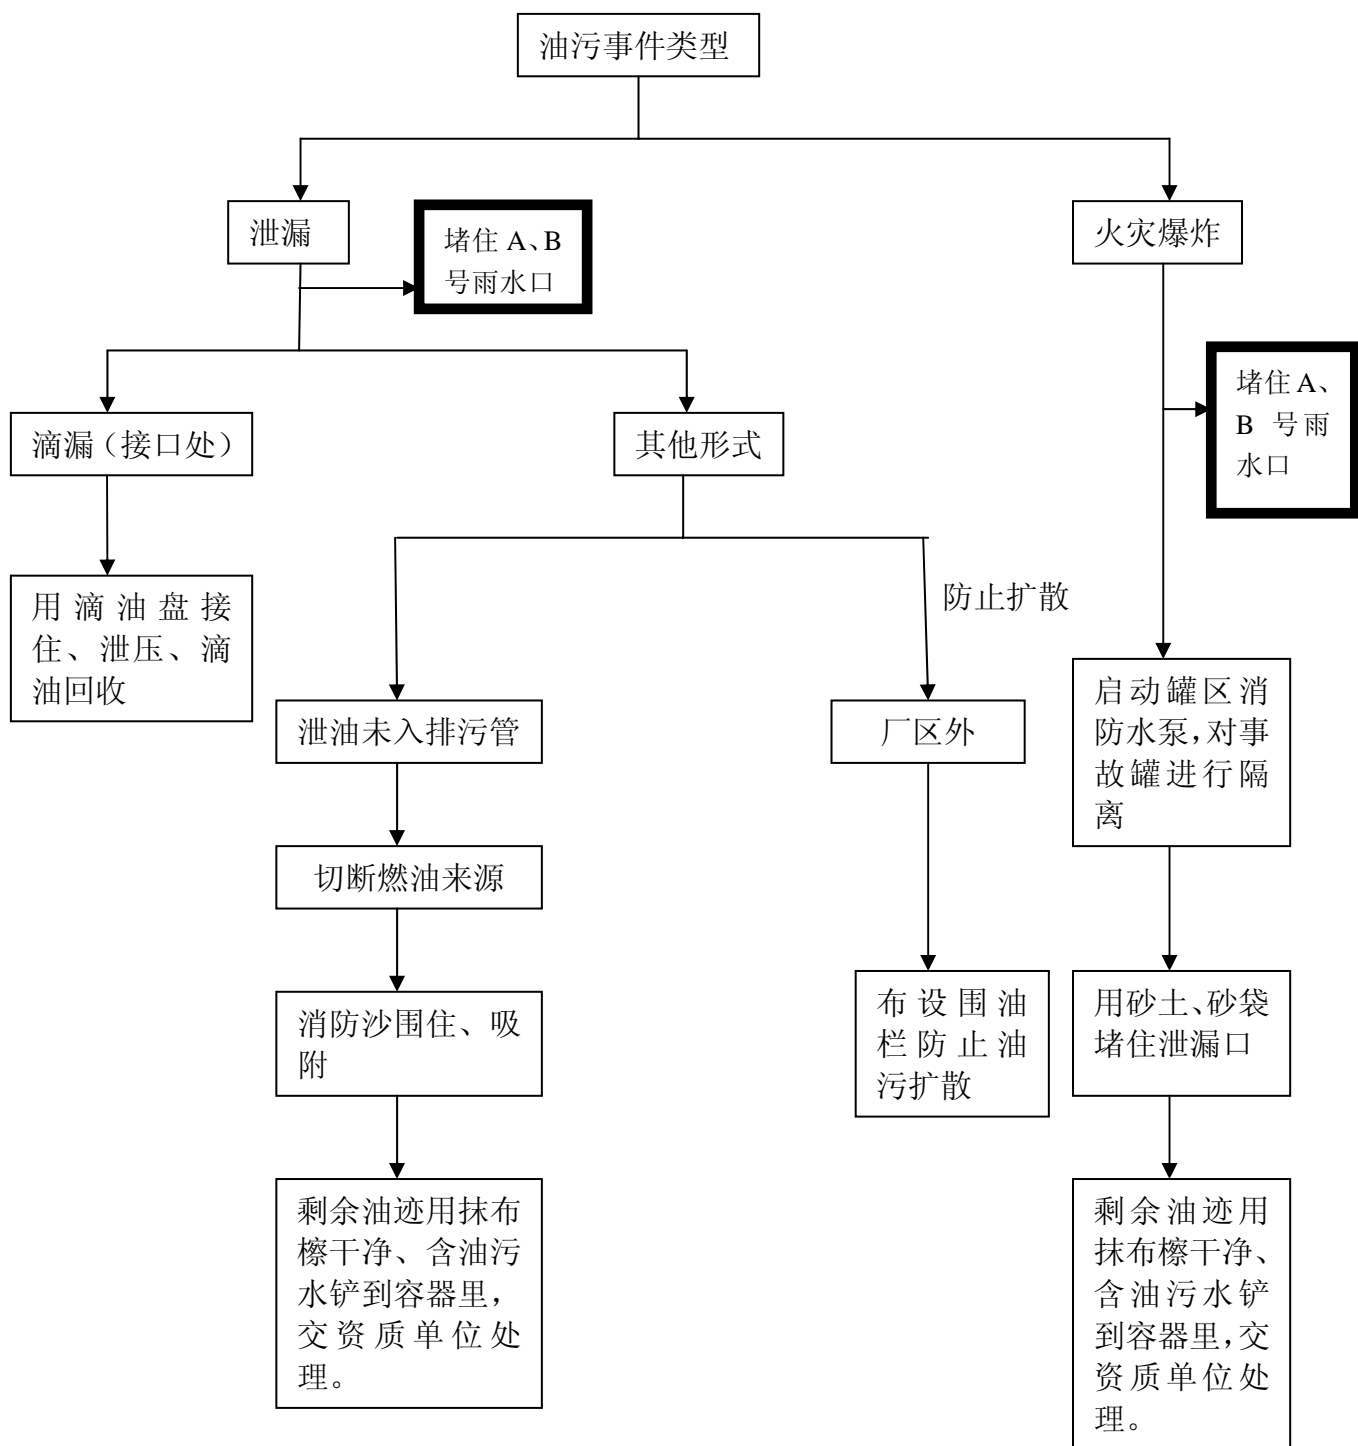 油污事件类型
泄漏
堵住 A、B
号雨水口
火灾爆炸
堵住 A、
B 号雨
水口
滴漏（接口处）
其他形式
用滴油盘接
住、泄压、滴
油回收
防止扩散
泄油未入排污管
厂区外
启动罐区消
防水泵，对事
故罐进行隔
离
切断燃油来源
消防沙围住、吸
附
布设围油
栏防止油
污扩散
用砂土、砂袋
堵住泄漏口
剩余油迹用抹布
檫干净、含油污
水铲到容器里，
交资质单位处
理。
剩余油迹用
抹布檫干净、
含油污水铲
到容器里，交
资质单位处
理。